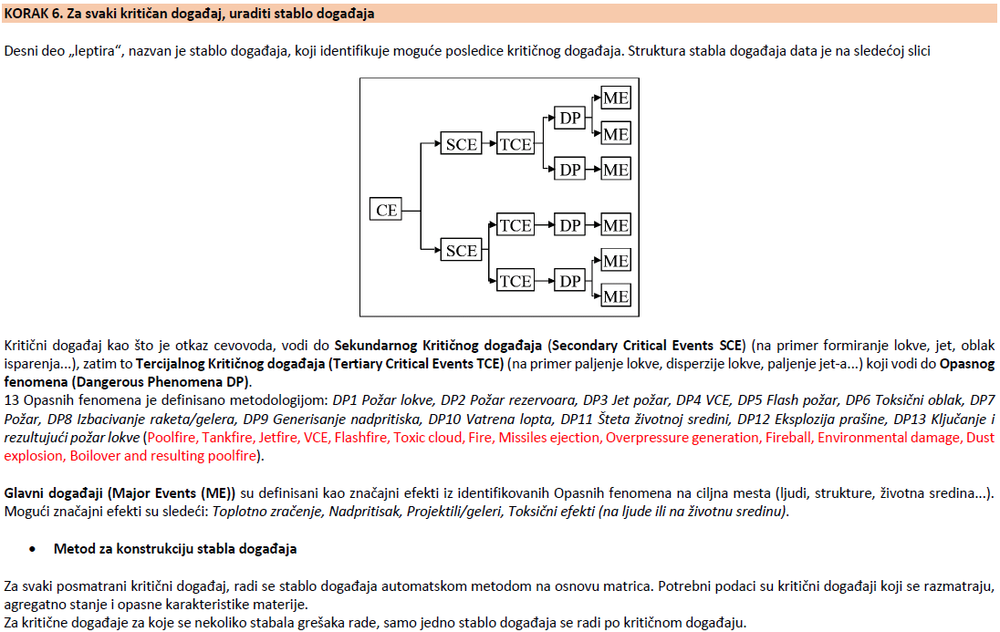 KORAK 6. Za svaki kritičan događaj, uraditi stablo događaja
Desni deo „leptira“, nazvan je stablo događaja, koji identifikuje moguće posledice kritičnog događaja. Struktura stabla događaja data je na sledećoj slici
ME
DP
ME
SCE TCE
DP ME
CE
TCE DP ME
SCE
ME
TCE DP
ME
Kritični događaj kao što je otkaz cevovoda, vodi do Sekundarnog Kritičnog događaja (Secondary Critical Events SCE) (na primer formiranje lokve, jet, oblak
isparenja...), zatim to Tercijalnog Kritičnog događaja (Tertiary Critical Events TCE) (na primer paljenje lokve, disperzije lokve, paljenje jet-a...) koji vodi do Opasnog
fenomena (Dangerous Phenomena DP).
13 Opasnih fenomena je definisano metodologijom: DP1 Požar lokve, DP2 Požar rezervoara, DP3 Jet požar, DP4 VCE, DP5 Flash požar, DP6 Toksični oblak, DP7
Požar, DP8 Izbacivanje raketa/gelera, DP9 Generisanje nadpritiska, DP10 Vatrena lopta, DP11 Šteta životnoj sredini, DP12 Eksplozija prašine, DP13 Ključanje i
rezultujući požar lokve (Poolfire, Tankfire, Jetfire, VCE, Flashfire, Toxic cloud, Fire, Missiles ejection, Overpressure generation, Fireball, Environmental damage, Dust
explosion, Boilover and resulting poolfire).
Glavni događaji (Major Events (ME)) su definisani kao značajni efekti iz identifikovanih Opasnih fenomena na ciljna mesta (ljudi, strukture, životna sredina...).
Mogući značajni efekti su sledeći: Toplotno zračenje, Nadpritisak, Projektili/geleri, Toksični efekti (na ljude ili na životnu sredinu).
• Metod za konstrukciju stabla događaja
Za svaki posmatrani kritični događaj, radi se stablo događaja automatskom metodom na osnovu matrica. Potrebni podaci su kritični događaji koji se razmatraju,
agregatno stanje i opasne karakteristike materije.
Za kritične događaje za koje se nekoliko stabala grešaka rade, samo jedno stablo događaja se radi po kritičnom događaju.